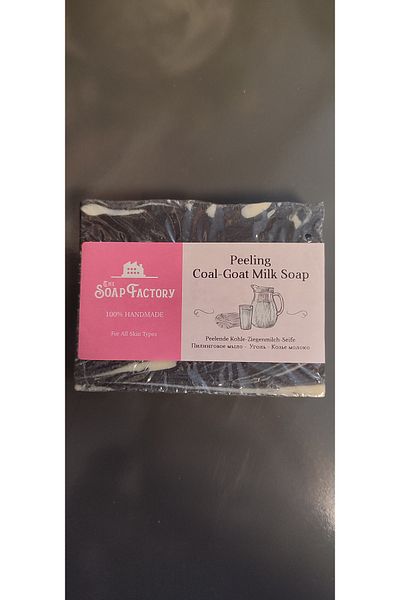 THE
SOAP FACTORY
100% HANDMADE
For All Skin Types
Peeling
Coal-Goat Milk Soap
Peelende Kohle-Ziegenmilch-Seife
Пилинговое мыло - Уголь - Козье молоко